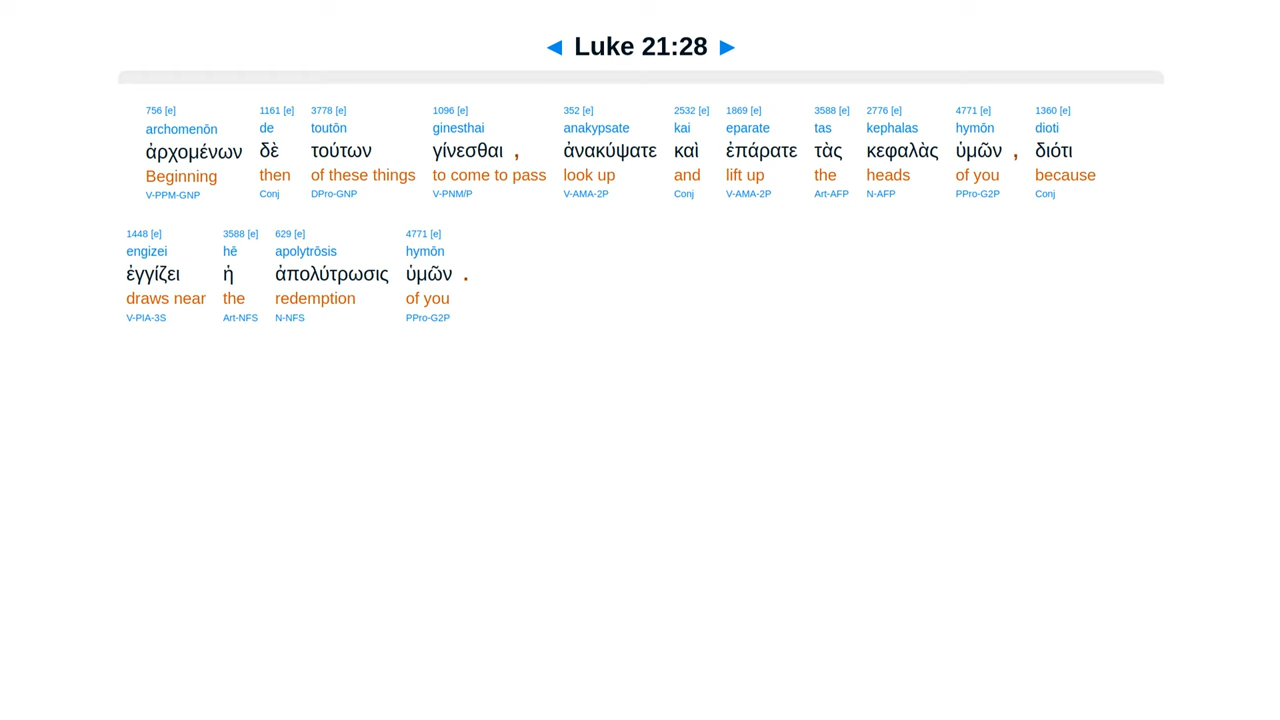 ◄ Luke 21:28 ►
756 [e] 1161 [e] 3778 [e] 1096 [e] 352 [e] 2532 [e] 1869 [e] 3588 [e] 2776 [e] 4771 [e] 1360 [e]
archomenōn de toutōn ginesthai anakypsate kai eparate tas kephalas hymōn dioti
ἀρχομένων δὲ τούτων γίνεσθαι , ἀνακύψατε καὶ ἐπάρατε τὰς κεφαλὰς ὑμῶν , διότι
Beginning then of these things to come to pass look up and lift up the heads of you because
V-PPM-GNP Conj DPro-GNP V-PNM/P V-AMA-2P Conj V-AMA-2P Art-AFP N-AFP PPro-G2P Conj
1448 [e] 3588 [e] 629 [e] 4771 [e]
engizei hē apolytrōsis hymōn
ἐγγίζει ἡ ἀπολύτρωσις ὑμῶν .
draws near the redemption of you
V-PIA-3S Art-NFS N-NFS PPro-G2P